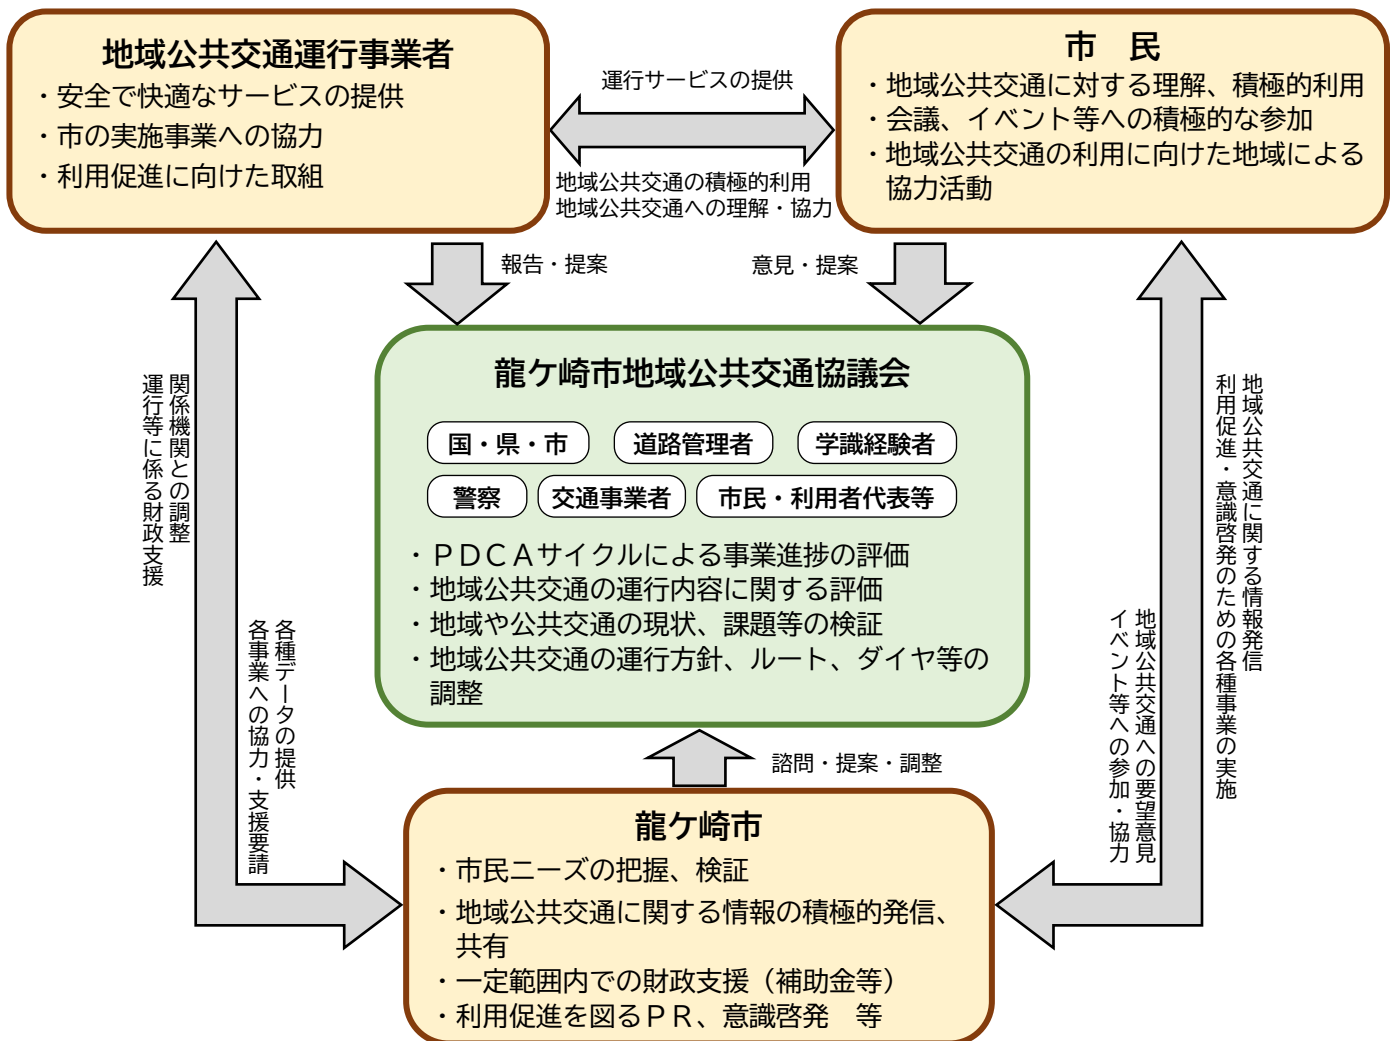 地域公共交通運行事業者
・安全で快適なサービスの提供
・市の実施事業への協力
・利用促進に向けた取組
運行サービスの提供
地域公共交通の積極的利用
地域公共交通への理解・協力
市　民
・地域公共交通に対する理解、積極的利用
・会議、イベント等への積極的な参加
・地域公共交通の利用に向けた地域による
協力活動
報告・提案
意見・提案
龍ケ崎市地域公共交通協議会
国・県・市
道路管理者
学識経験者
警察
交通事業者
市民・利用者代表等
・ＰＤＣＡサイクルによる事業進捗の評価
・地域公共交通の運行内容に関する評価
・地域や公共交通の現状、課題等の検証
・地域公共交通の運行方針、ルート、ダイヤ等の
調整
関係機関との調整
運行等に係る財政支援
各種データの提供
各事業への協力・支援要請
地域公共交通に関する情報発信
利用促進・意識啓発のための各種事業の実施
地域公共交通への要望意見
イベント等への参加・協力
諮問・提案・調整
龍ケ崎市
・市民ニーズの把握、検証
・地域公共交通に関する情報の積極的発信、
共有
・一定範囲内での財政支援（補助金等）
・利用促進を図るＰＲ、意識啓発　等